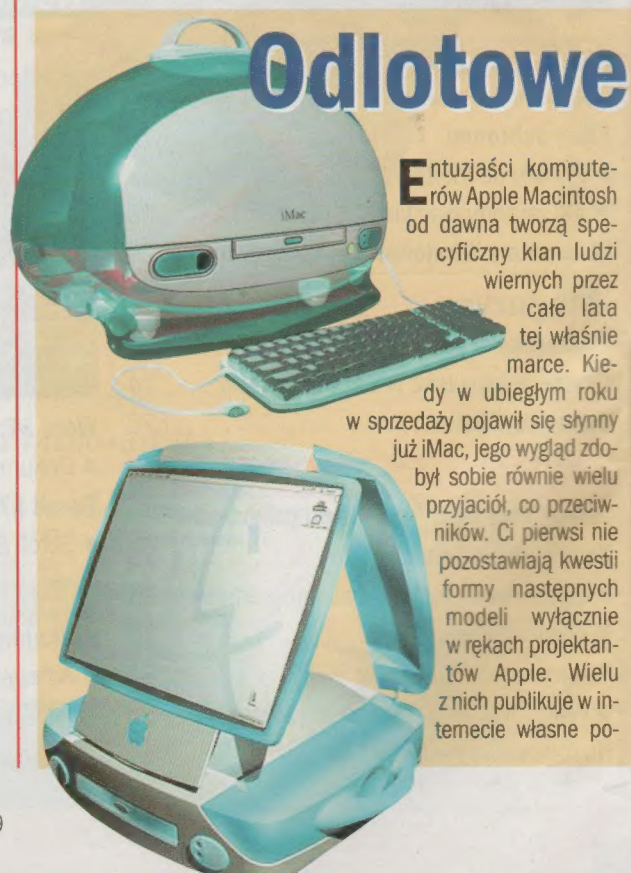 Odlotowe
iMac
Entuzjaści kompute-
rów Apple Macintosh
od dawna tworzą spe-
cyficzny klan ludzi
wiernych przez
całe lata
tej właśnie
marce. Kie-
dy w ubiegłym roku
w sprzedaży pojawił się słynny
już iMac, jego wygląd zdo-
był sobie równie wielu
przyjaciół, co przeciw-
ników. Ci pierwsi nie
pozostawiają kwestii
formy następnych
modeli wyłącznie
w rękach projektan-
tów Apple. Wielu
z nich publikuje w in-
ternecie własne po-
9